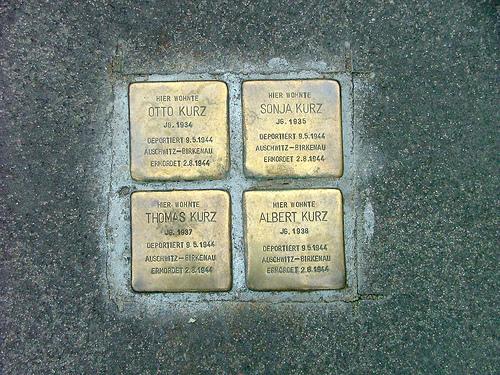 HIER WOHNTE
OTTO KURZ
JG. 1934
DEPORTIERT 9.5.1944
AUSCHWITZ-BIRKENAU
ERMORDET 2.8.1944
HIER WOHNTE
SONJA KURZ
JG. 1935
DEPORTIERT 9.5.1944
AUSCHWITZ-BIRKENAU
ERMORDET 2.8.1944
HIER WOHNTE
THOMAS KURZ
JG. 1937
DEPORTIERT 9.5.1944
AUSCHWITZ-BIRKENAU
ERMORDET 2.8.1944
HIER WOHNTE
ALBERT KURZ
JG. 1938
DEPORTIERT 9.5.1944
AUSCHWITZ-BIRKENAU
ERMORDET 2.8.1944